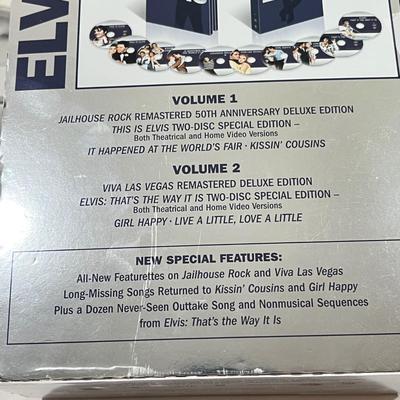 ELV
VOLUME 1
JAILHOUSE ROCK REMASTERED 50TH ANNIVERSARY DELUXE EDITION
THIS IS ELVIS TWO-DISC SPECIAL EDITION –
Both Theatrical and Home Video Versions
IT HAPPENED AT THE WORLD'S FAIR · KISSIN' COUSINS
VOLUME 2
VIVA LAS VEGAS REMASTERED DELUXE EDITION
ELVIS: THAT'S THE WAY IT IS TWO-DISC SPECIAL EDITION –
Both Theatrical and Home Video Versions
GIRL HAPPY · LIVE A LITTLE, LOVE A LITTLE
NEW SPECIAL FEATURES:
All-New Featurettes on Jailhouse Rock and Viva Las Vegas
Long-Missing Songs Returned to Kissin' Cousins and Girl Happy
Plus a Dozen Never-Seen Outtake Song and Nonmusical Sequences
from Elvis: That's the Way It Is